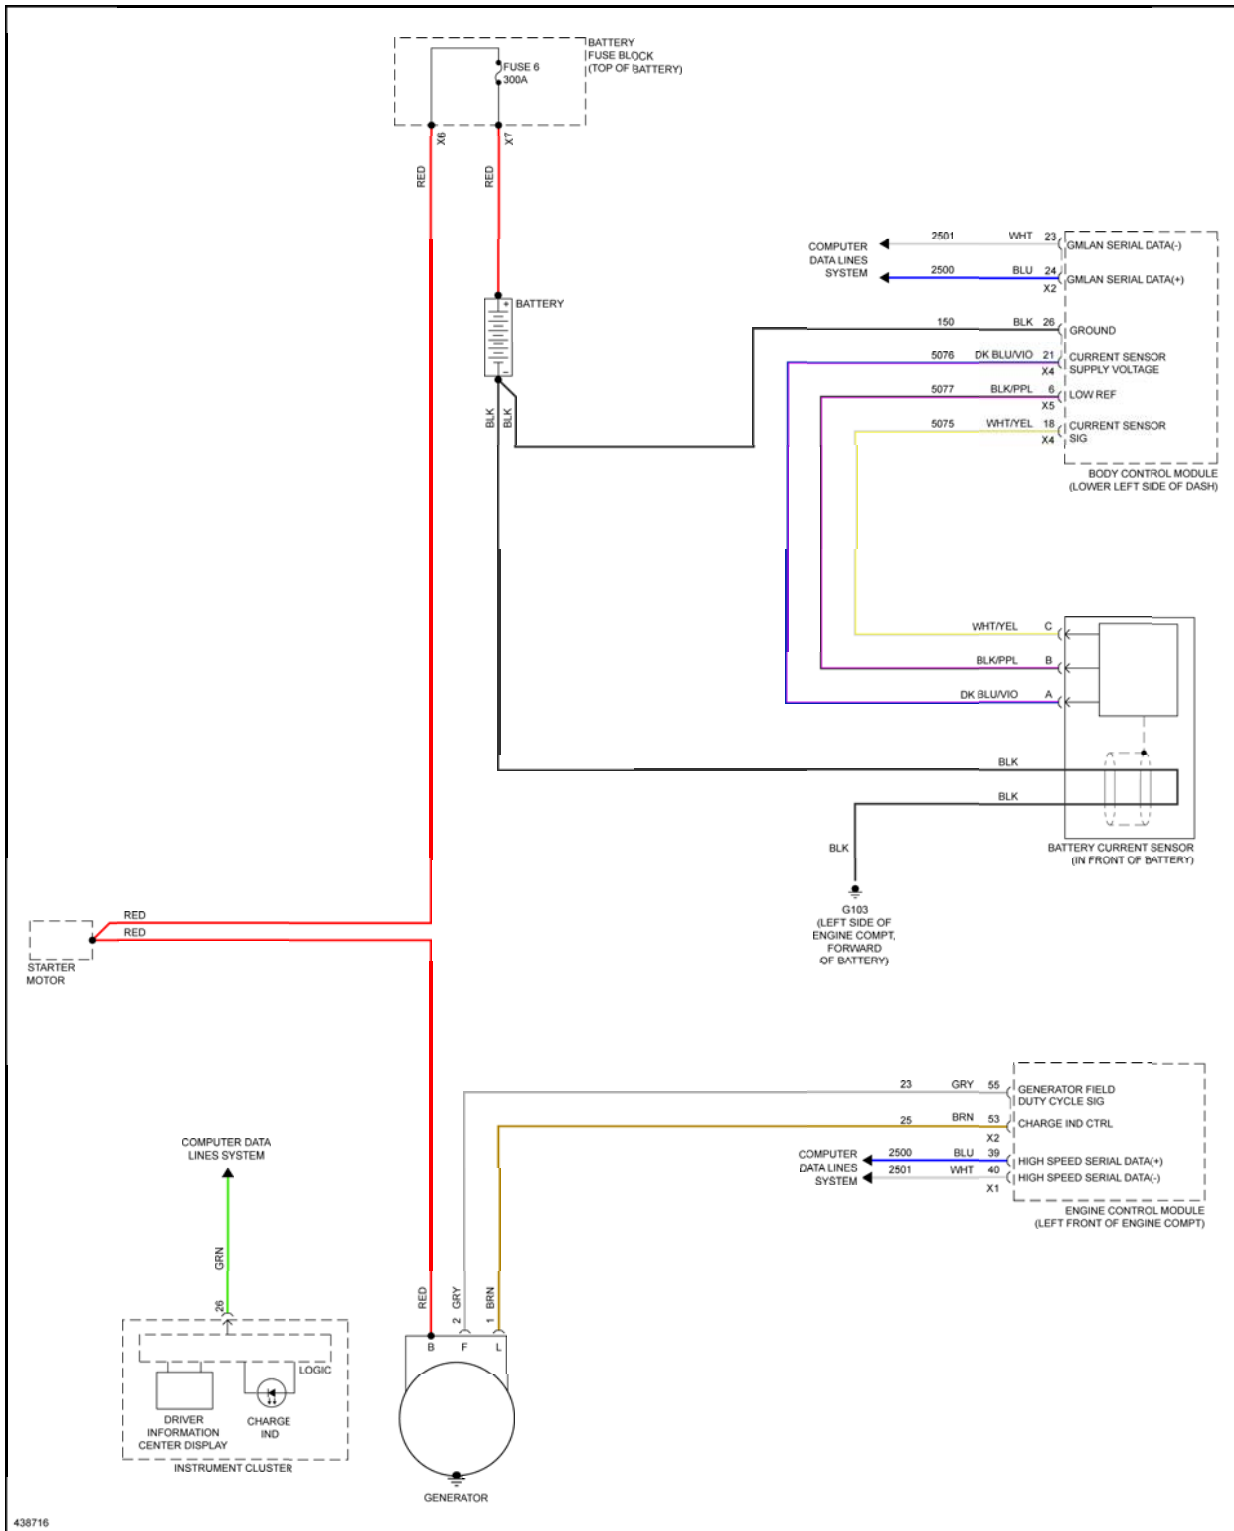 BATTERY
FUSE BLOCK
(TOP OF BATTERY)
FUSE 6
300A
X6
X7
RED
RED
BATTERY
+
-
BLK
BLK
COMPUTER
DATA LINES
SYSTEM
2501 WHT 23 GMLAN SERIAL DATA(-)
2500 BLU 24 GMLAN SERIAL DATA(+)
X2
150 BLK 26 GROUND
5076 DK BLU/VIO 21 CURRENT SENSOR
X4 SUPPLY VOLTAGE
5077 BLK/PPL 6 LOW REF
X5
5075 WHT/YEL 18 CURRENT SENSOR
X4 SIG
BODY CONTROL MODULE
(LOWER LEFT SIDE OF DASH)
WHT/YEL C
BLK/PPL B
DK BLU/VIO A
BLK
BLK
BLK
BATTERY CURRENT SENSOR
(IN FRONT OF BATTERY)
G103
(LEFT SIDE OF
ENGINE COMPT,
FORWARD
OF BATTERY)
RED
RED
STARTER
MOTOR
23 GRY 55 GENERATOR FIELD
DUTY CYCLE SIG
25 BRN 53 CHARGE IND CTRL
X2
COMPUTER
DATA LINES
SYSTEM
2500 BLU 39 HIGH SPEED SERIAL DATA(+)
2501 WHT 40 HIGH SPEED SERIAL DATA(-)
X1
ENGINE CONTROL MODULE
(LEFT FRONT OF ENGINE COMPT)
COMPUTER DATA
LINES SYSTEM
GRN
26
LOGIC
DRIVER
INFORMATION
CENTER DISPLAY
CHARGE
IND
INSTRUMENT CLUSTER
RED
2 GRY
1 BRN
B F L
GENERATOR
438716